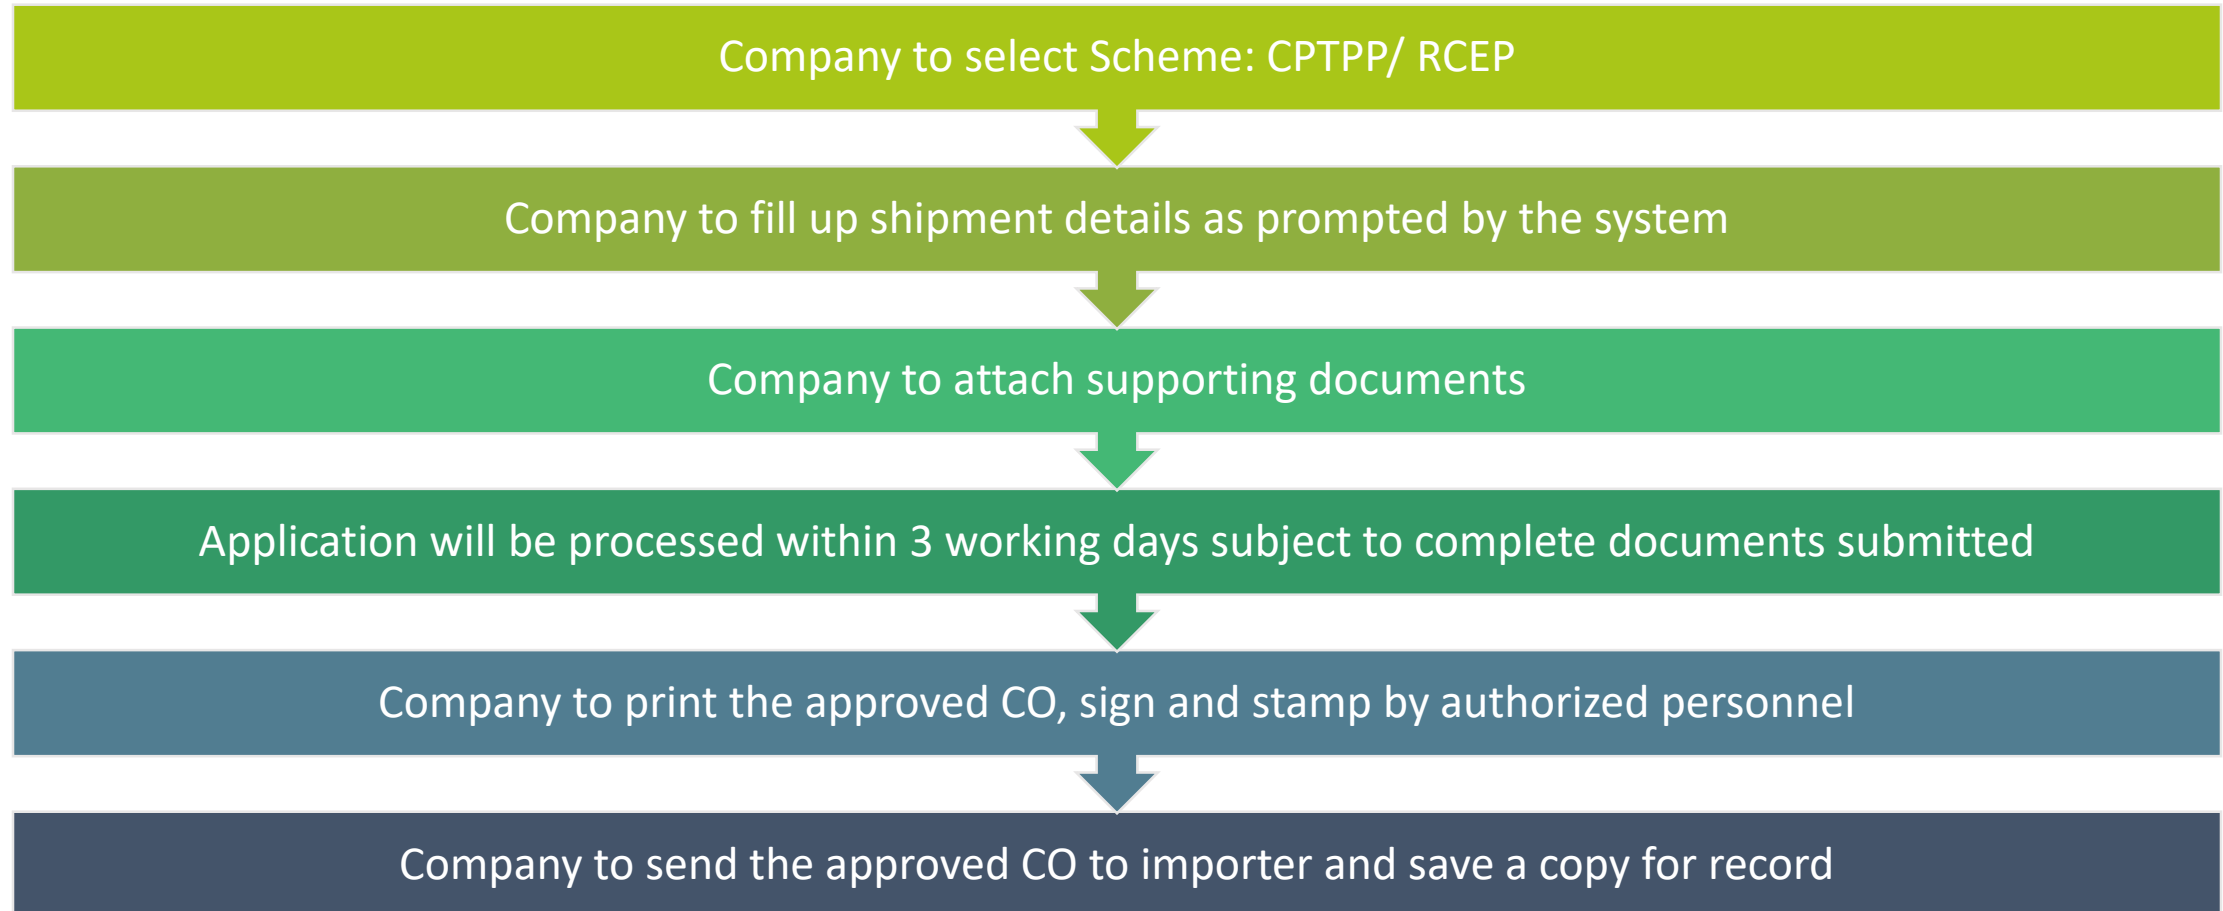 Company to select Scheme: CPTPP/ RCEP
Company to fill up shipment details as prompted by the system
Company to attach supporting documents
Application will be processed within 3 working days subject to complete documents submitted
Company to print the approved CO, sign and stamp by authorized personnel
Company to send the approved CO to importer and save a copy for record